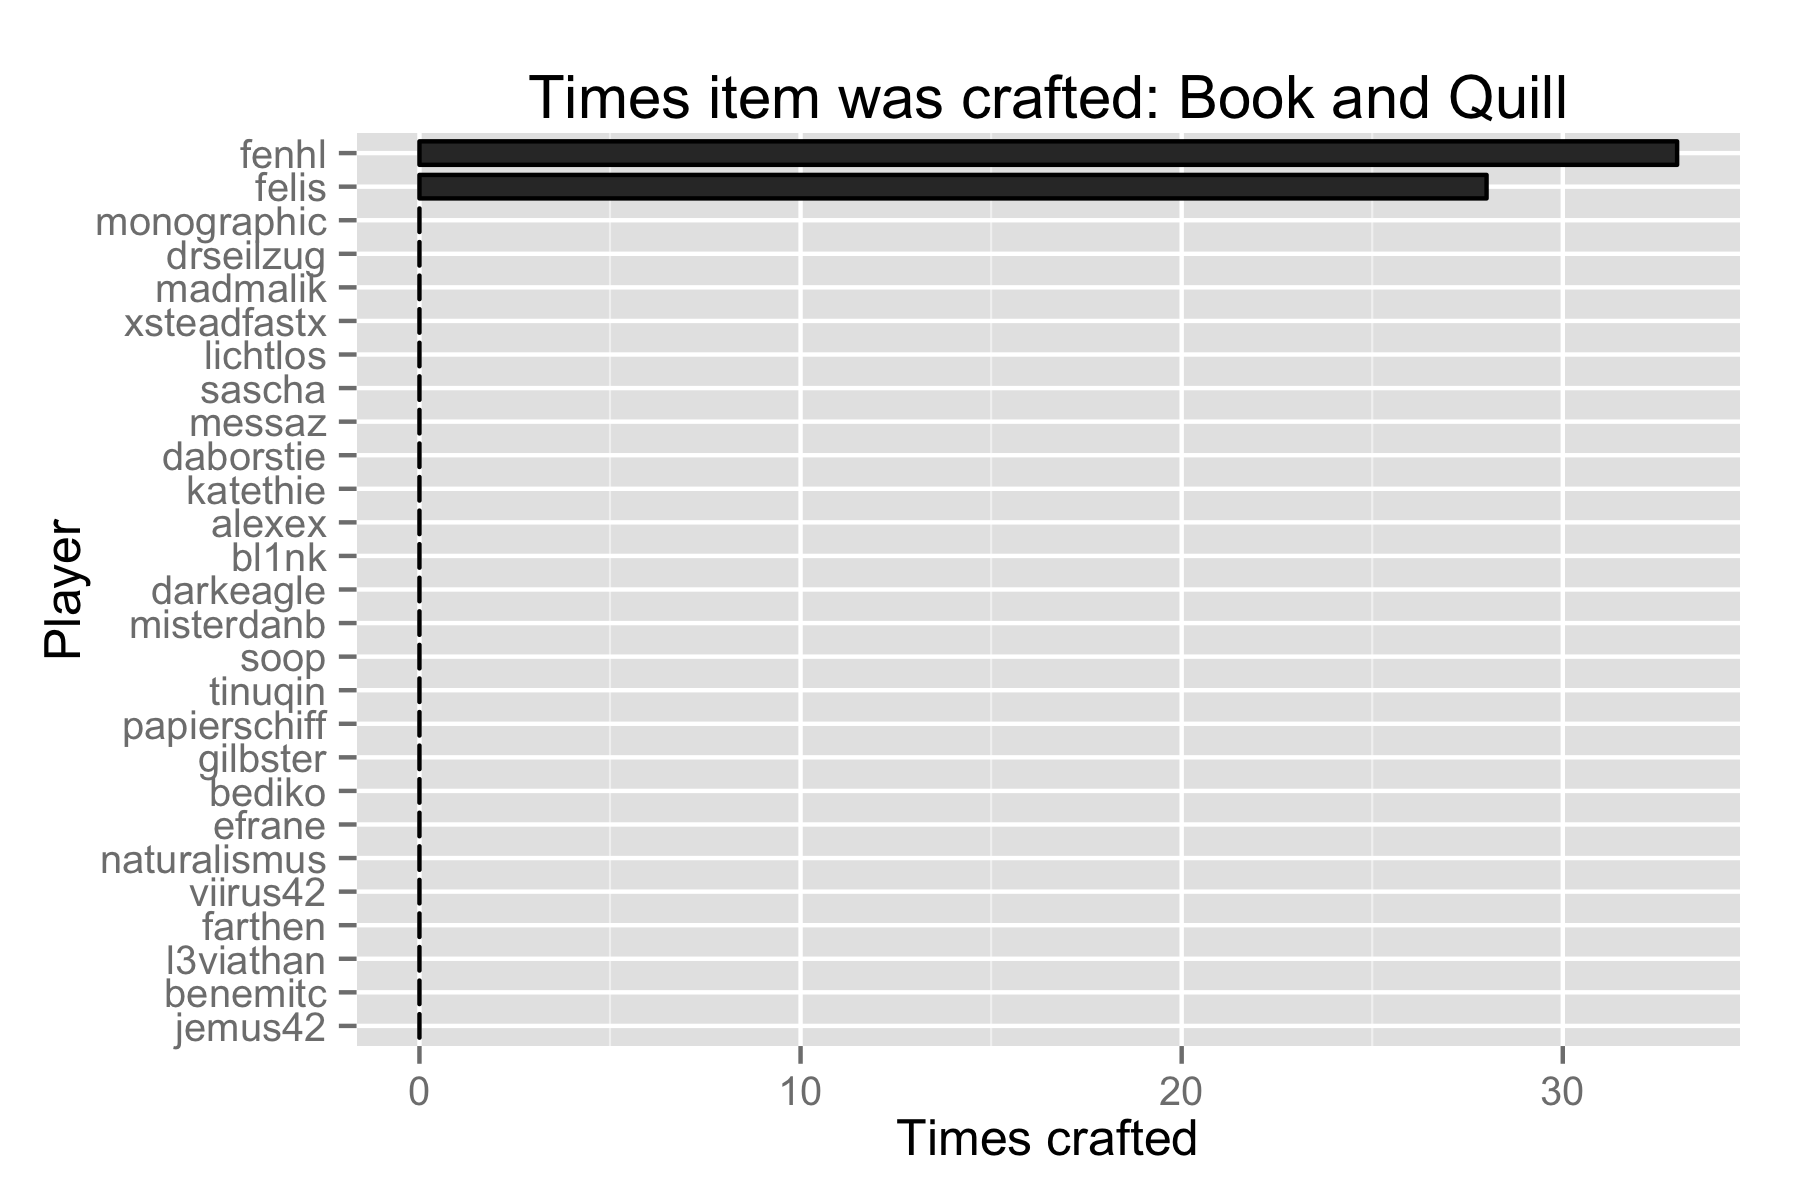 Times item was crafted: Book and Quill
fenhl
felis
monographic
drseilzug
madmalik
xsteadfastx
lichtlos
sascha
messaz
daborstie
katethie
alexex
bl1nk
darkeagle
misterdanb
soop
tinuqin
papierschiff
gilbster
bediko
efrane
naturalismus
viirus42
farthen
l3viathan
benemitc
jemus42
Player
0 10 20 30
Times crafted